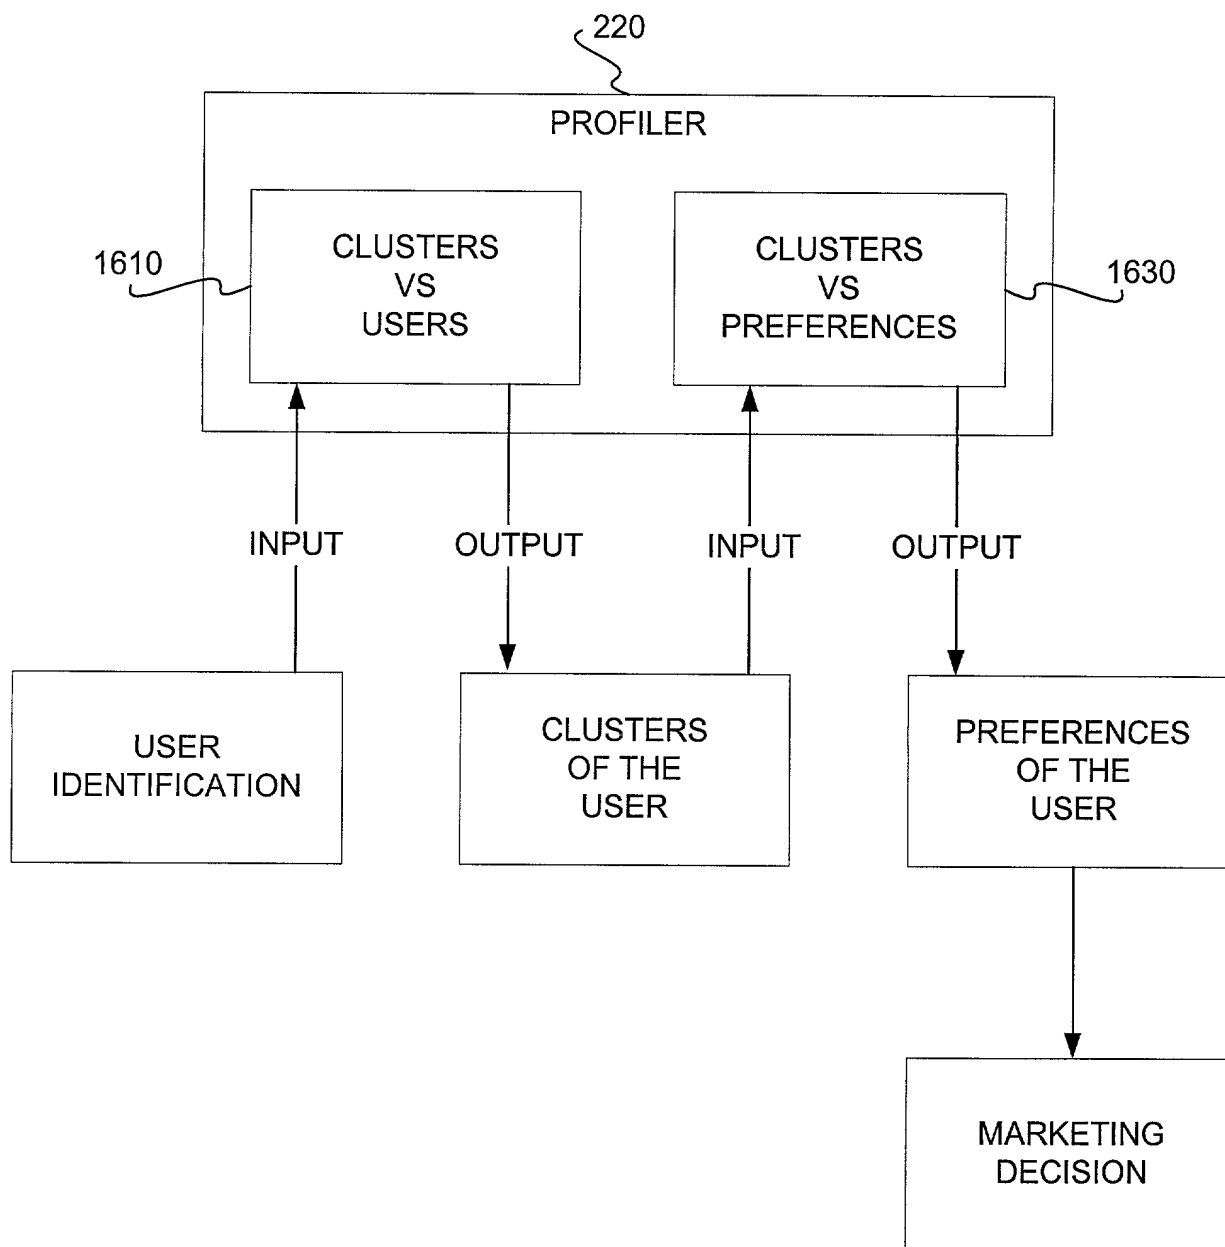 220
PROFILER
CLUSTERS
VS
USERS
CLUSTERS
VS
PREFERENCES
1610
1630
INPUT
OUTPUT
INPUT
OUTPUT
USER
IDENTIFICATION
CLUSTERS
OF THE
USER
PREFERENCES
OF THE
USER
MARKETING
DECISION